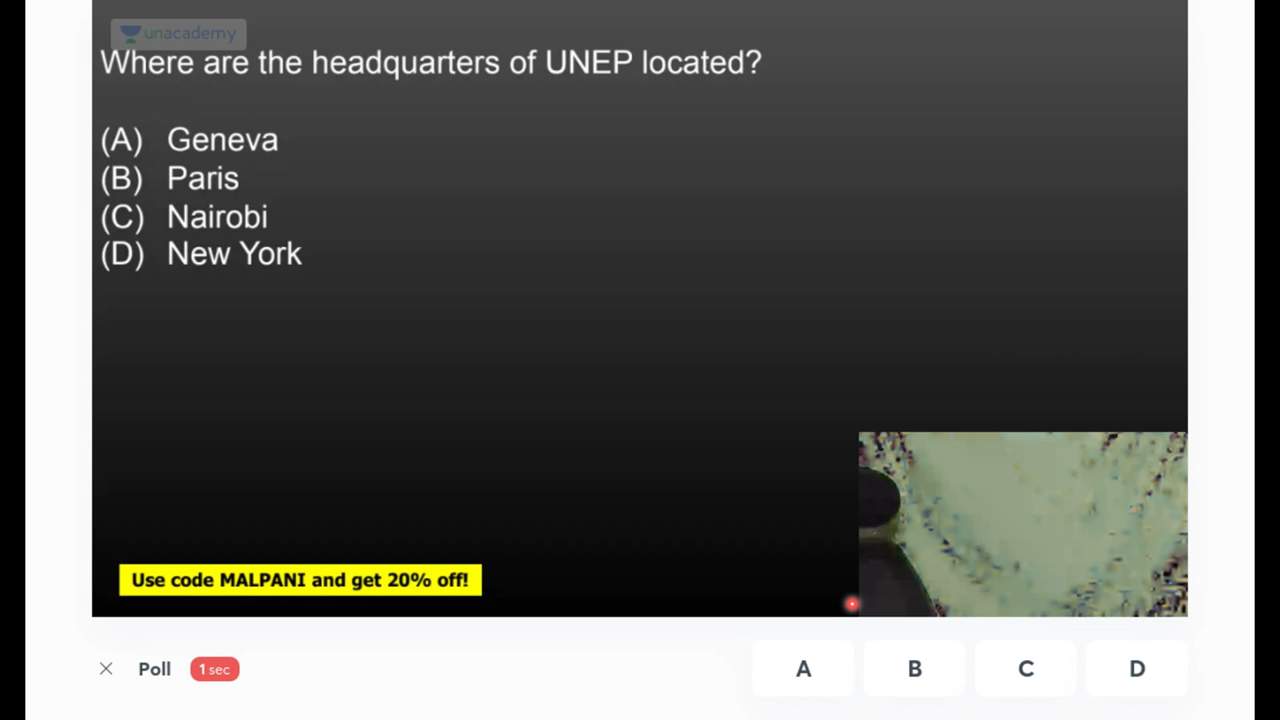 unacademy
Where are the headquarters of UNEP located?
(A) Geneva
(B) Paris
(C) Nairobi
(D) New York
Use code MALPANI and get 20% off!
Poll 1 sec A B C D